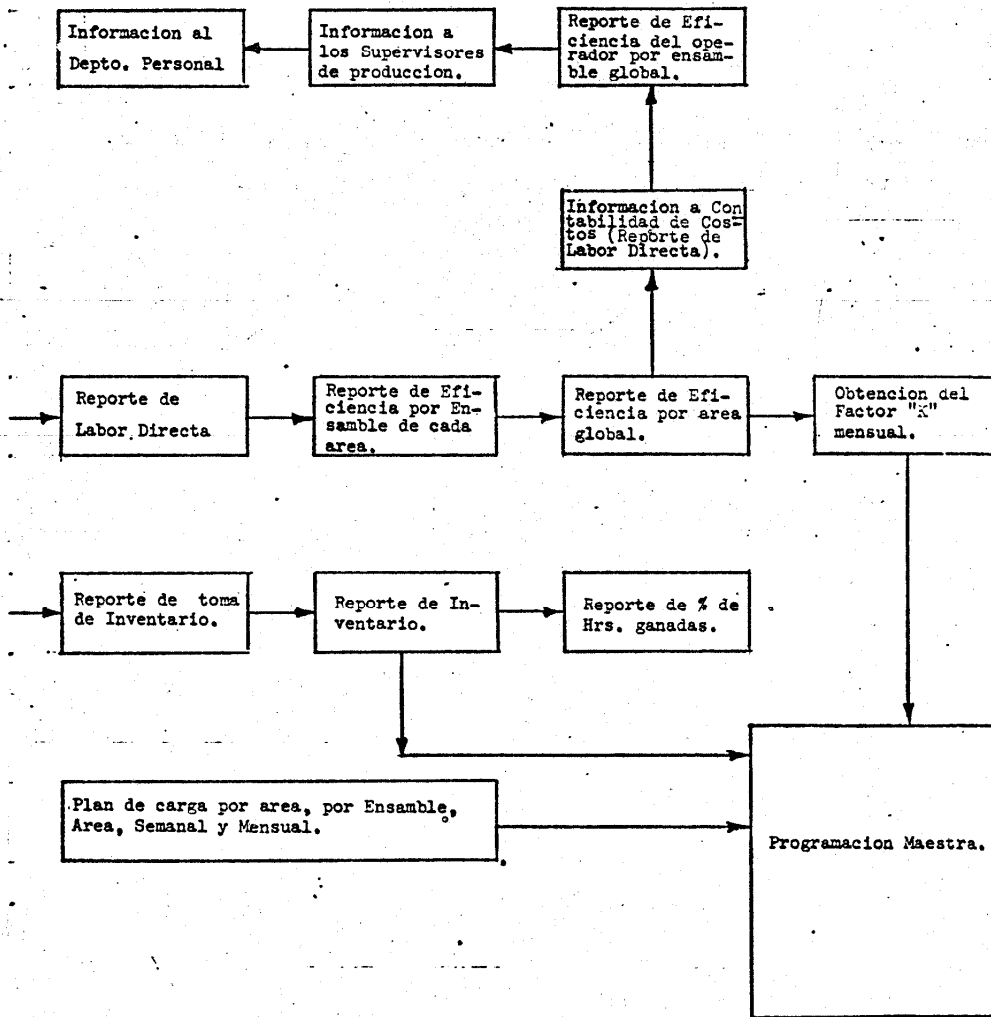 Informacion al
Depto. Personal
Informacion a
los Supervisores
de produccion.
Reporte de Efi-
ciencia del ope-
rador por ensam-
ble global.
Informacion a Con
tabilidad de Cos-
tos (Reporte de
Labor Directa).
Reporte de
Labor Directa
Reporte de Efi-
ciencia por En-
samble de cada
area.
Reporte de Efi-
ciencia por area
global.
Obtencion del
Factor "K"
mensual.
Reporte de toma
de Inventario.
Reporte de In-
ventario.
Reporte de % de
Hrs. ganadas.
Plan de carga por area, por Ensamble,
Area, Semanal y Mensual.
Programacion Maestra.